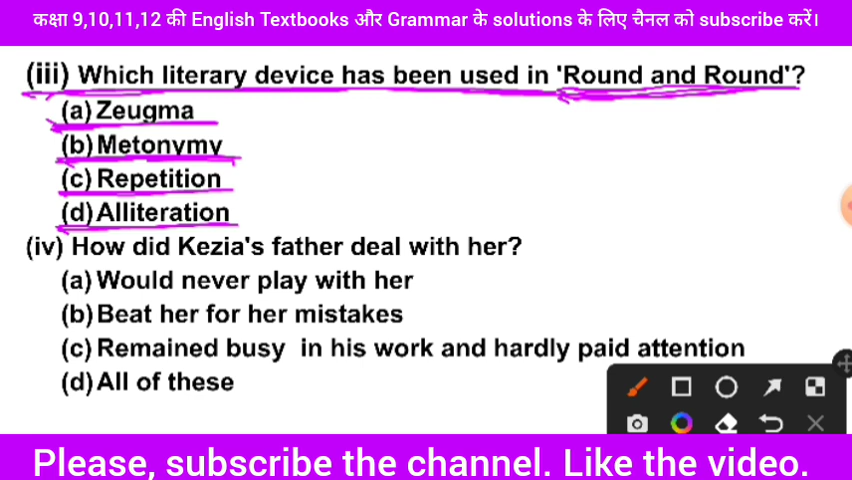 कक्षा 9,10,11,12 की English Textbooks और Grammar के solutions के लिए चैनल को subscribe करें।
(iii) Which literary device has been used in 'Round and Round'?
(a) Zeugma
(b) Metonymy
(c) Repetition
(d) Alliteration
(iv) How did Kezia's father deal with her?
(a) Would never play with her
(b) Beat her for her mistakes
(c) Remained busy in his work and hardly paid attention
(d) All of these
Please, subscribe the channel. Like the video.